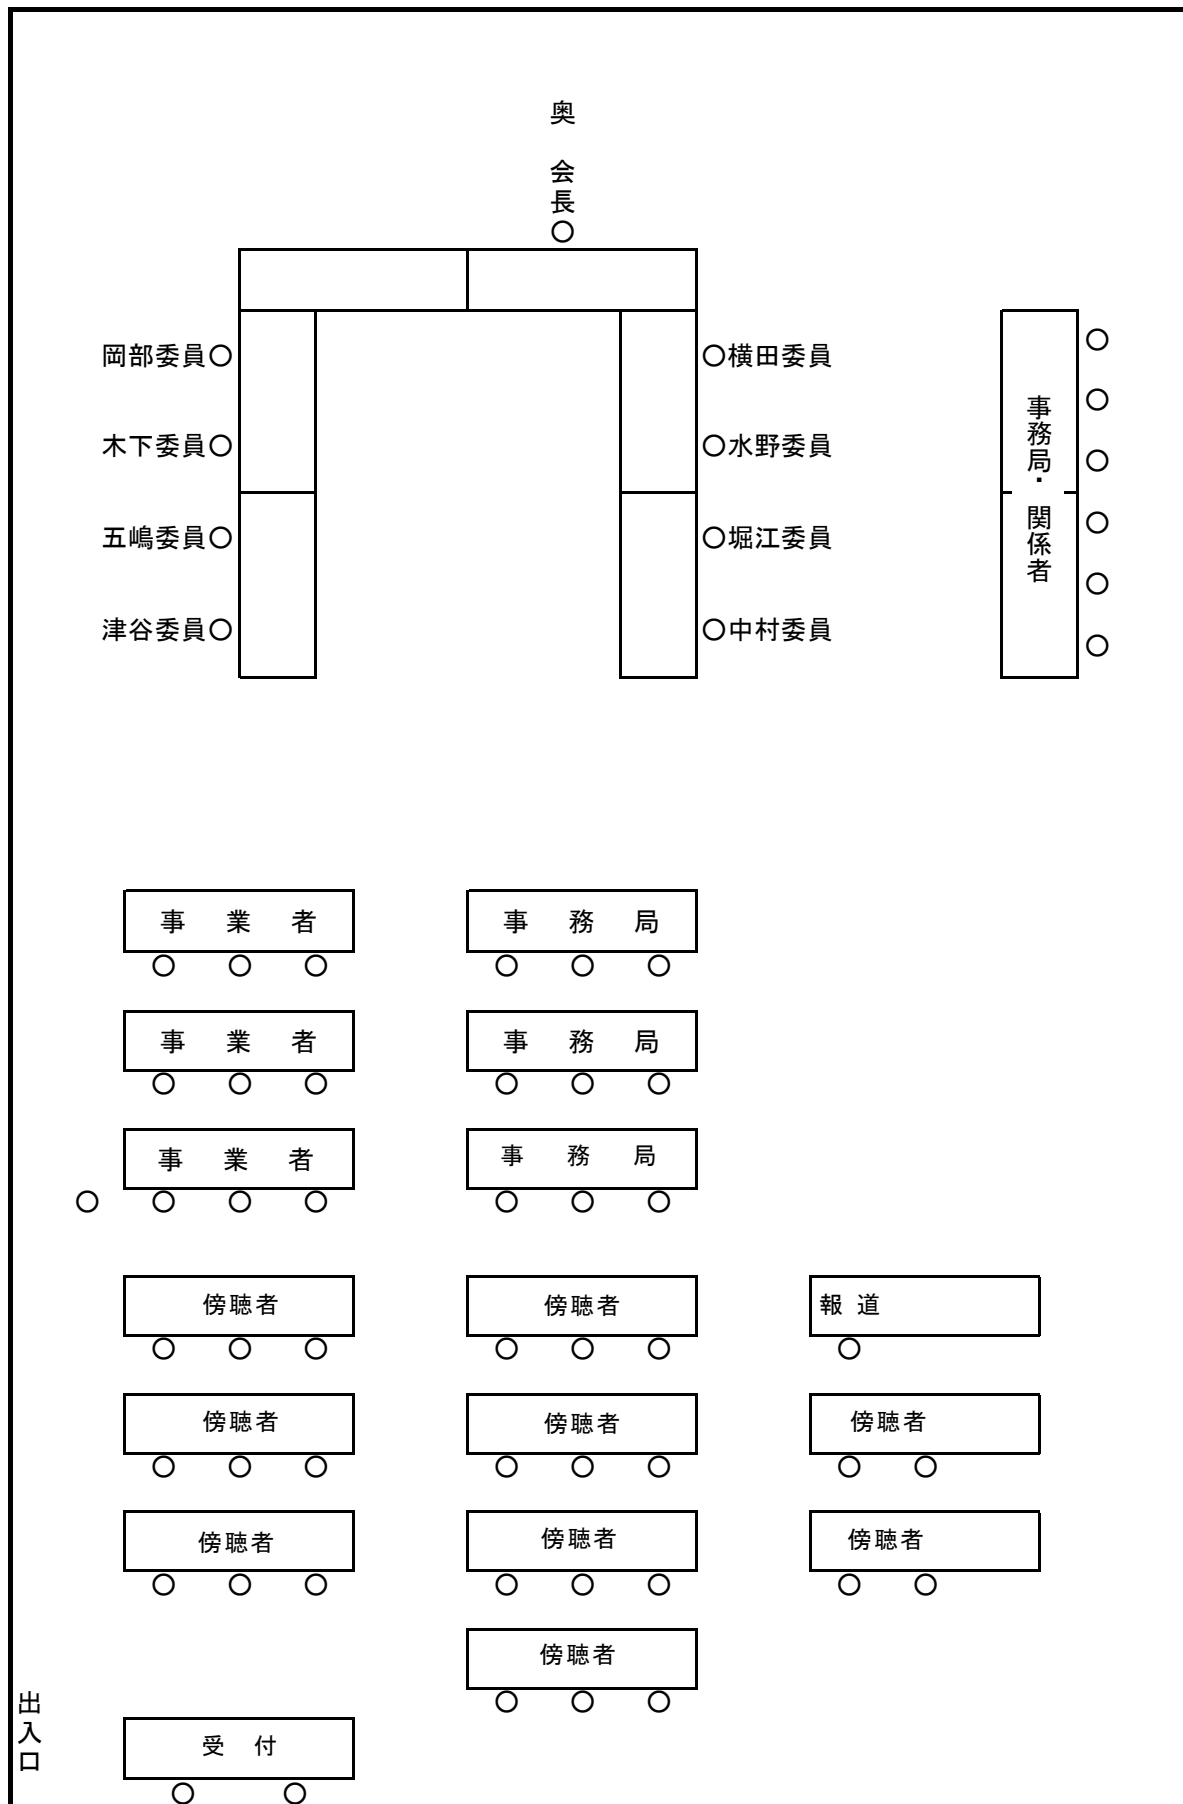 奥 会長
岡部委員
横田委員
木下委員
水野委員
五嶋委員
堀江委員
津谷委員
中村委員
事務局・関係者
事 業 者
事 務 局
事 業 者
事 務 局
事 業 者
事 務 局
傍聴者
傍聴者
報 道
傍聴者
傍聴者
傍聴者
傍聴者
傍聴者
傍聴者
傍聴者
出入口
受 付